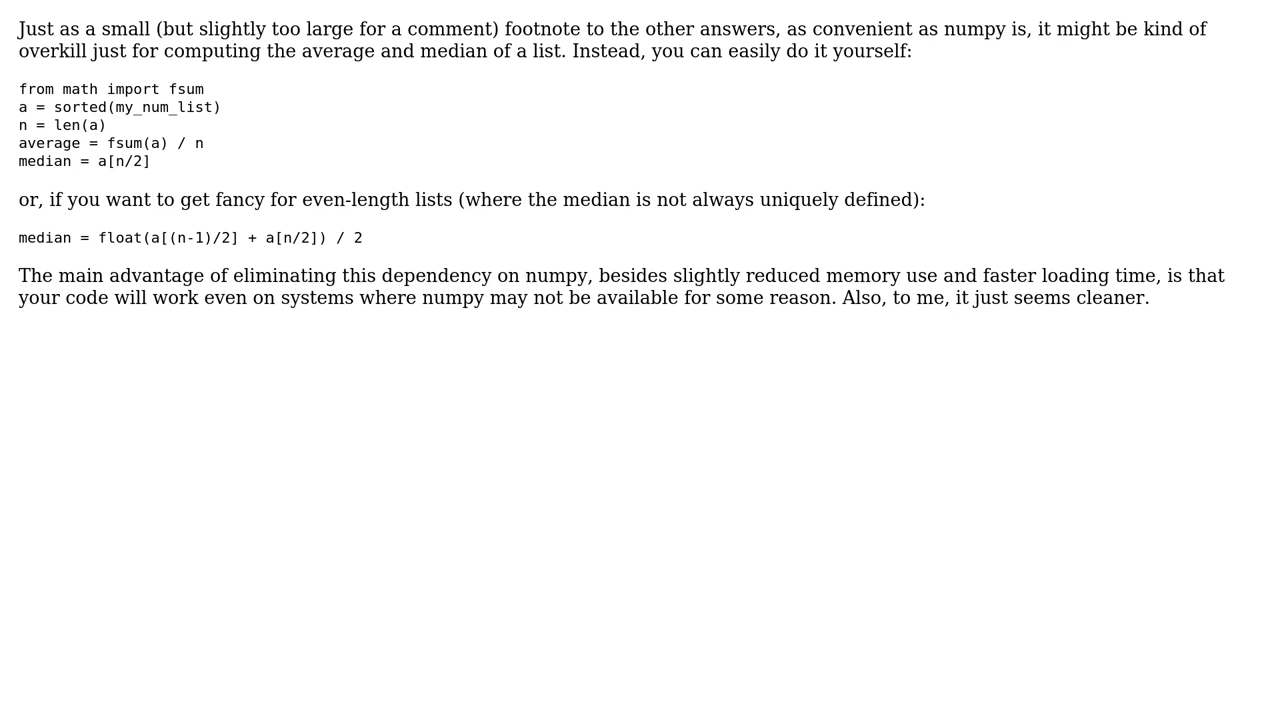 Just as a small (but slightly too large for a comment) footnote to the other answers, as convenient as numpy is, it might be kind of
overkill just for computing the average and median of a list. Instead, you can easily do it yourself:
from math import fsum
a = sorted(my_num_list)
n = len(a)
average = fsum(a) / n
median = a[n/2]
or, if you want to get fancy for even-length lists (where the median is not always uniquely defined):
median = float(a[(n-1)/2] + a[n/2]) / 2
The main advantage of eliminating this dependency on numpy, besides slightly reduced memory use and faster loading time, is that
your code will work even on systems where numpy may not be available for some reason. Also, to me, it just seems cleaner.